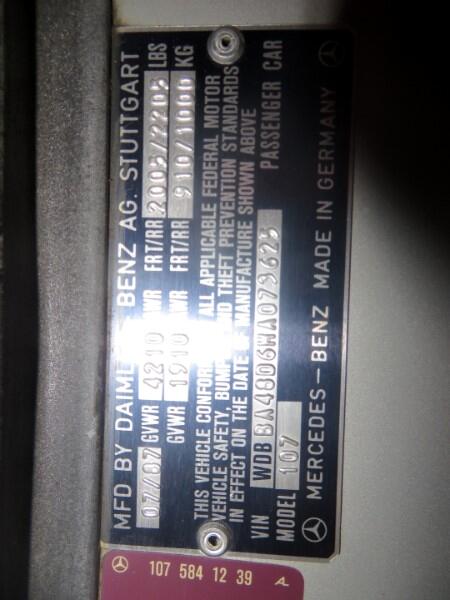 MFD BY DAIMLER-BENZ AG. STUTTGART
07/87 GVWR 4210 GAWR FRT/RR 2005/2205 LBS
GVWR 1910 GAWR FRT/RR 910/1000 KG
THIS VEHICLE CONFORMS ALL APPLICABLE FEDERAL MOTOR
VEHICLE SAFETY, BUMPER AND THEFT PREVENTION STANDARDS
IN EFFECT ON THE DATE OF MANUFACTURE SHOWN ABOVE
VIN WDB BA48D6HA073625 PASSENGER CAR
MODEL 107
MERCEDES-BENZ MADE IN GERMANY
107 584 12 39